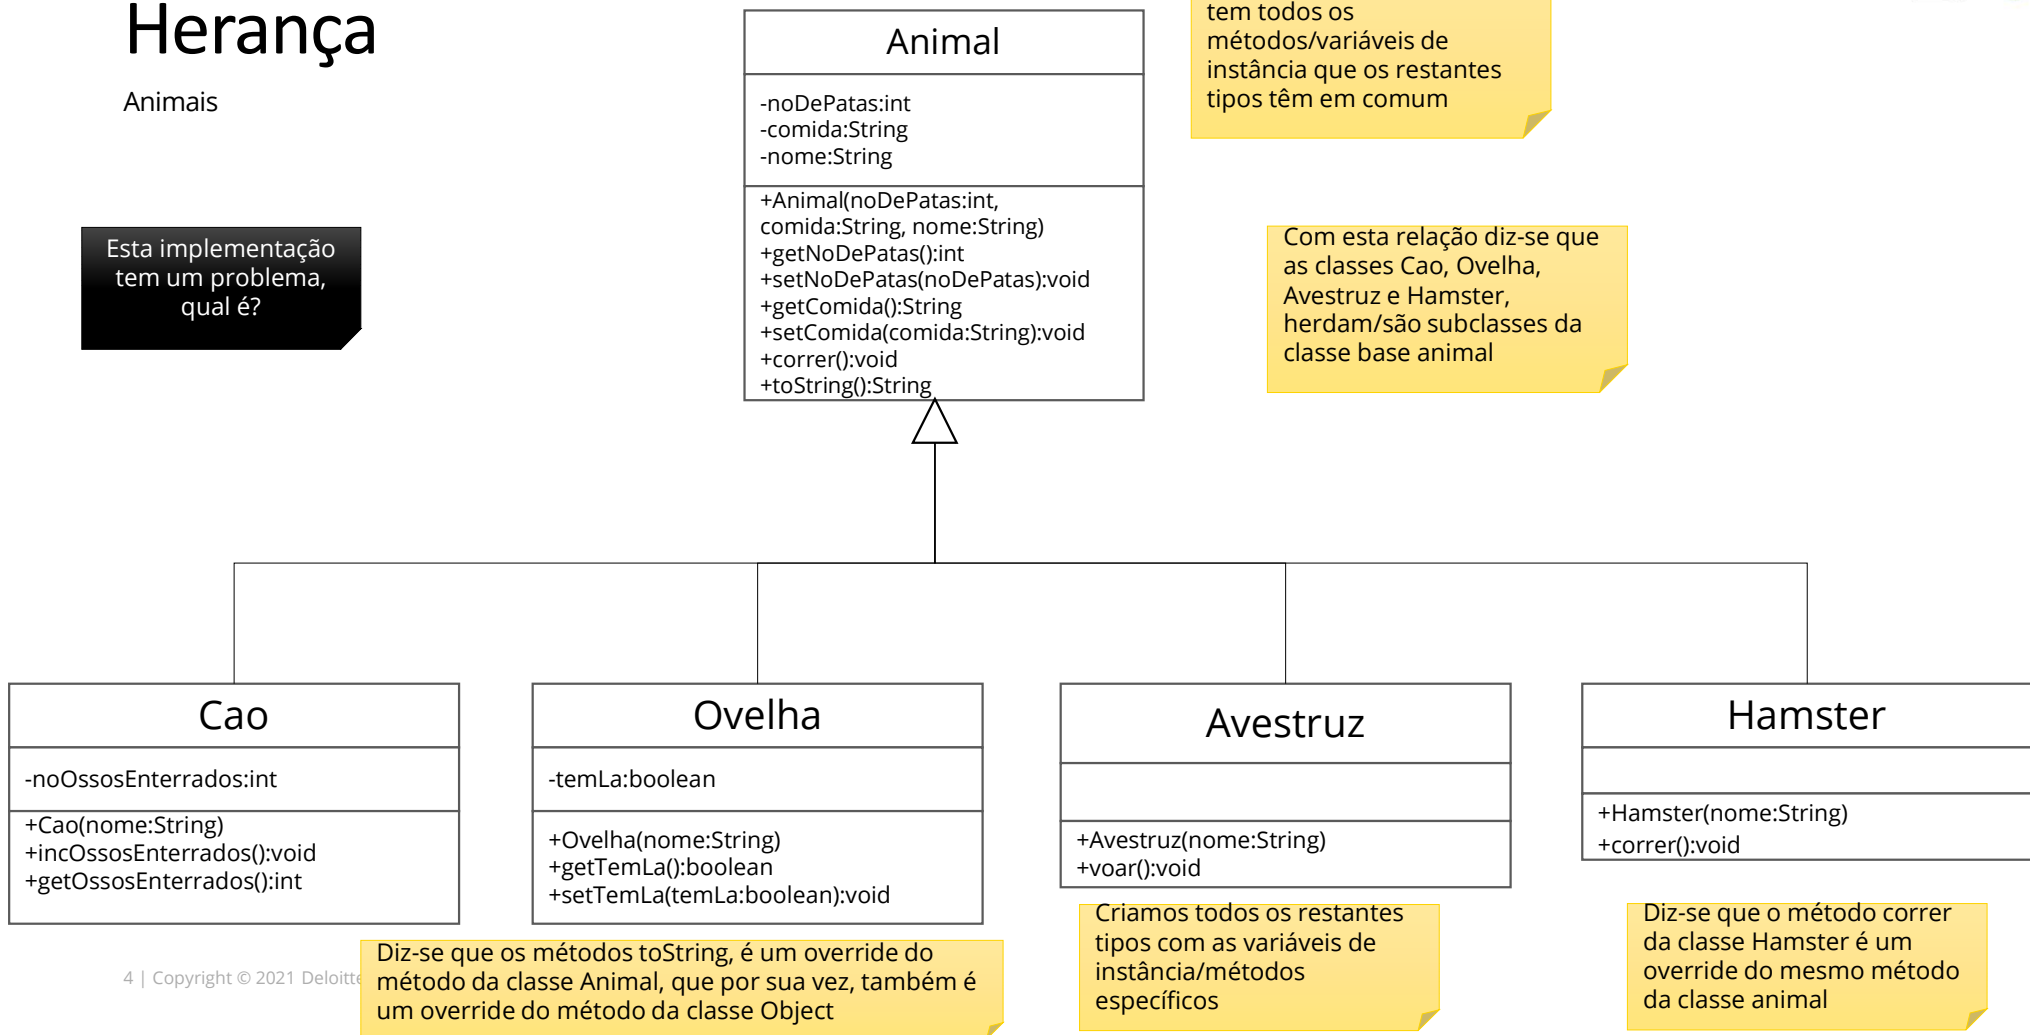 Herança
Animais
Esta implementação
tem um problema,
qual é?
Animal
-noDePatas:int
-comida:String
-nome:String
+Animal(noDePatas:int,
comida:String, nome:String)
+getNoDePatas():int
+setNoDePatas(noDePatas):void
+getComida():String
+setComida(comida:String):void
+correr():void
+toString():String
tem todos os
métodos/variáveis de
instância que os restantes
tipos têm em comum
Com esta relação diz-se que
as classes Cao, Ovelha,
Avestruz e Hamster,
herdam/são subclasses da
classe base animal
Cao
-noOssosEnterrados:int
+Cao(nome:String)
+incOssosEnterrados():void
+getOssosEnterrados():int
Ovelha
-temLa:boolean
+Ovelha(nome:String)
+getTemLa():boolean
+setTemLa(temLa:boolean):void
Avestruz
+Avestruz(nome:String)
+voar():void
Hamster
+Hamster(nome:String)
+correr():void
Diz-se que os métodos toString, é um override do
método da classe Animal, que por sua vez, também é
um override do método da classe Object
Criamos todos os restantes
tipos com as variáveis de
instância/métodos
específicos
Diz-se que o método correr
da classe Hamster é um
override do mesmo método
da classe animal
4 | Copyright © 2021 Deloitte